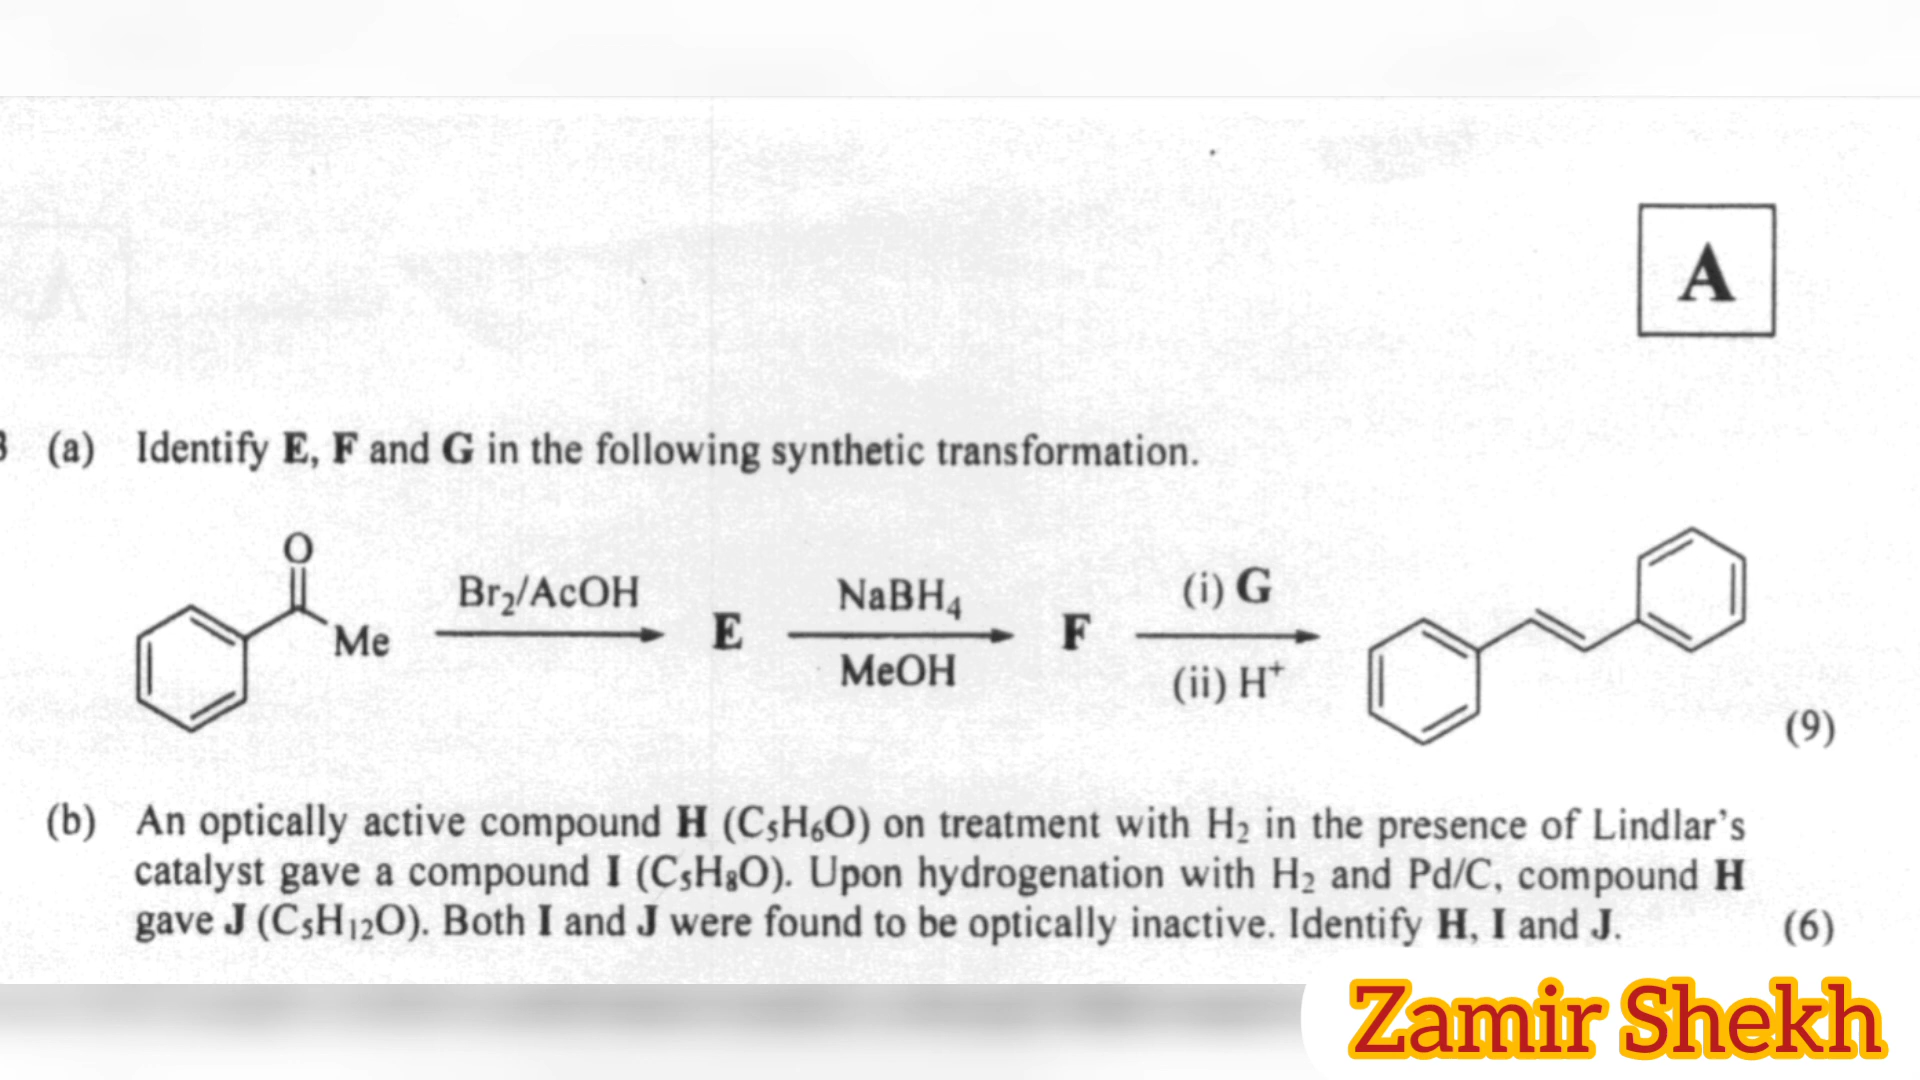 A
3 (a) Identify E, F and G in the following synthetic transformation.
O
Me
Br₂/AcOH
E
NaBH₄
MeOH
F
(i) G
(ii) H⁺
(9)
(b) An optically active compound H (C₅H₆O) on treatment with H₂ in the presence of Lindlar's
catalyst gave a compound I (C₅H₈O). Upon hydrogenation with H₂ and Pd/C, compound H
gave J (C₅H₁₂O). Both I and J were found to be optically inactive. Identify H, I and J. (6)
Zamir Shekh